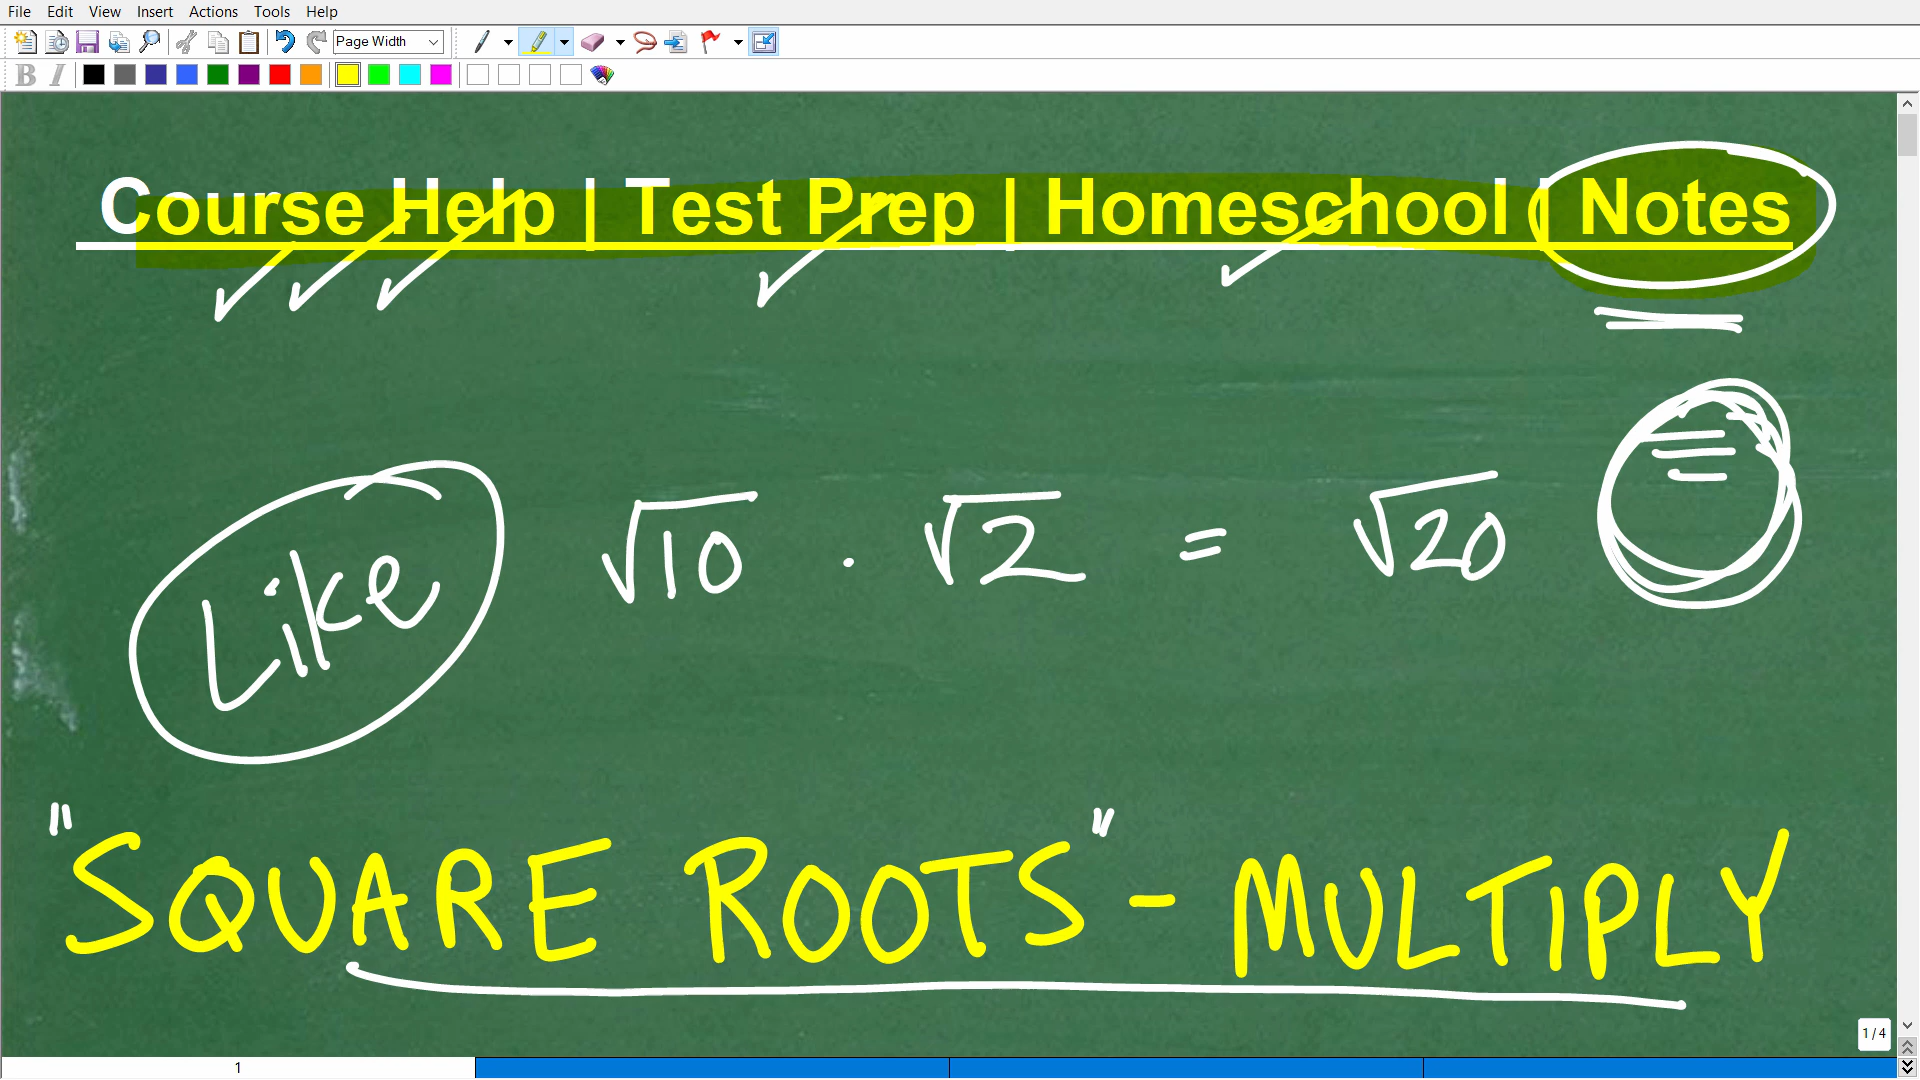 File Edit View Insert Actions Tools Help
Page Width
B I
Course Help | Test Prep | Homeschool | Notes
Like
√10 · √2 = √20
"SQUARE ROOTS" - MULTIPLY
1 / 4
1